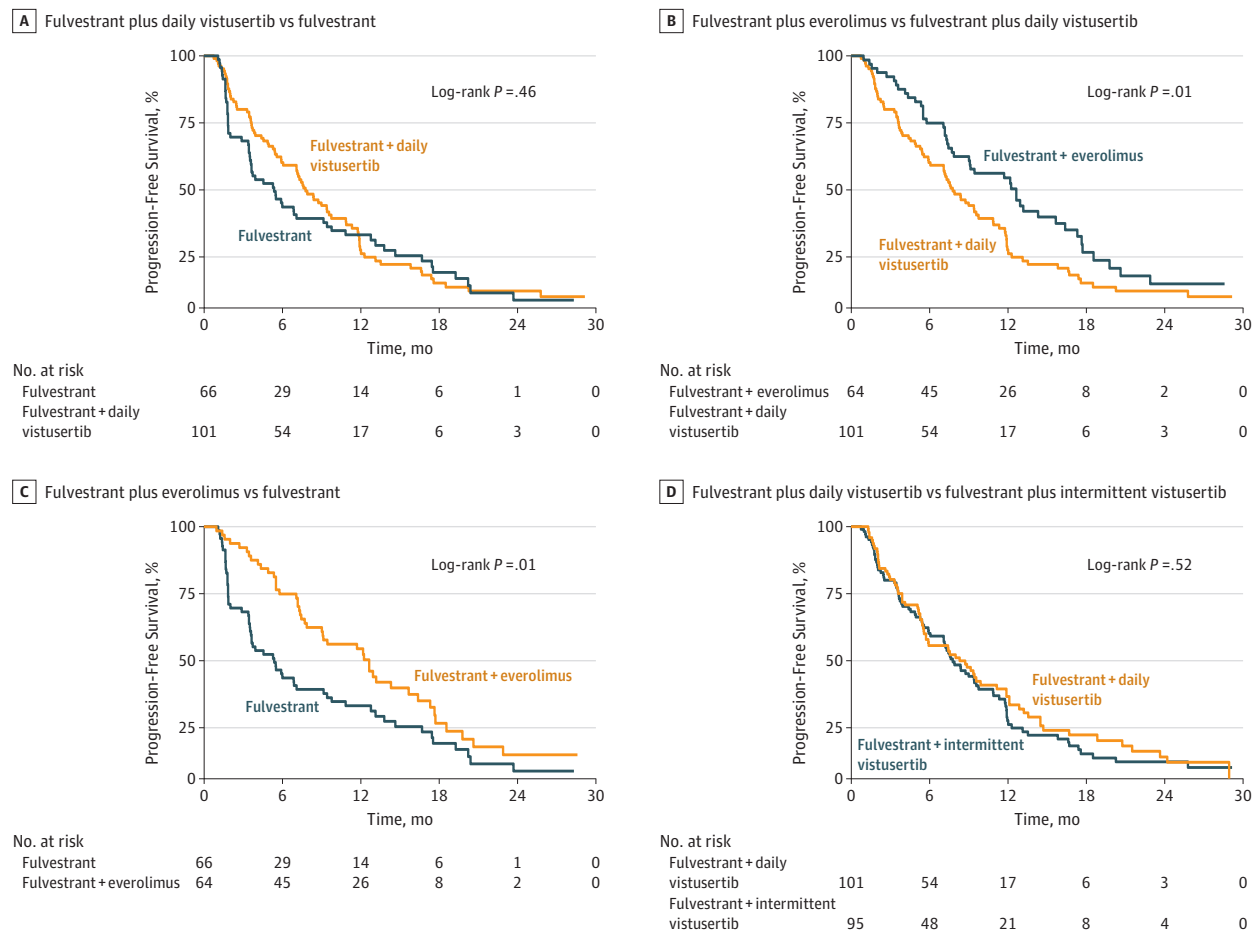 A Fulvestrant plus daily vistusertib vs fulvestrant
100
75
50
25
0
Progression-Free Survival, %
Log-rank P =.46
Fulvestrant + daily
vistusertib
Fulvestrant
0 6 12 18 24 30
Time, mo
No. at risk
Fulvestrant 66 29 14 6 1 0
Fulvestrant + daily
vistusertib 101 54 17 6 3 0
B Fulvestrant plus everolimus vs fulvestrant plus daily vistusertib
100
75
50
25
0
Progression-Free Survival, %
Log-rank P =.01
Fulvestrant + everolimus
Fulvestrant + daily
vistusertib
0 6 12 18 24 30
Time, mo
No. at risk
Fulvestrant + everolimus 64 45 26 8 2 0
Fulvestrant + daily
vistusertib 101 54 17 6 3 0
C Fulvestrant plus everolimus vs fulvestrant
100
75
50
25
0
Progression-Free Survival, %
Log-rank P =.01
Fulvestrant + everolimus
Fulvestrant
0 6 12 18 24 30
Time, mo
No. at risk
Fulvestrant 66 29 14 6 1 0
Fulvestrant + everolimus 64 45 26 8 2 0
D Fulvestrant plus daily vistusertib vs fulvestrant plus intermittent vistusertib
100
75
50
25
0
Progression-Free Survival, %
Log-rank P =.52
Fulvestrant + daily
vistusertib
Fulvestrant + intermittent
vistusertib
0 6 12 18 24 30
Time, mo
No. at risk
Fulvestrant + daily
vistusertib 101 54 17 6 3 0
Fulvestrant + intermittent
vistusertib 95 48 21 8 4 0